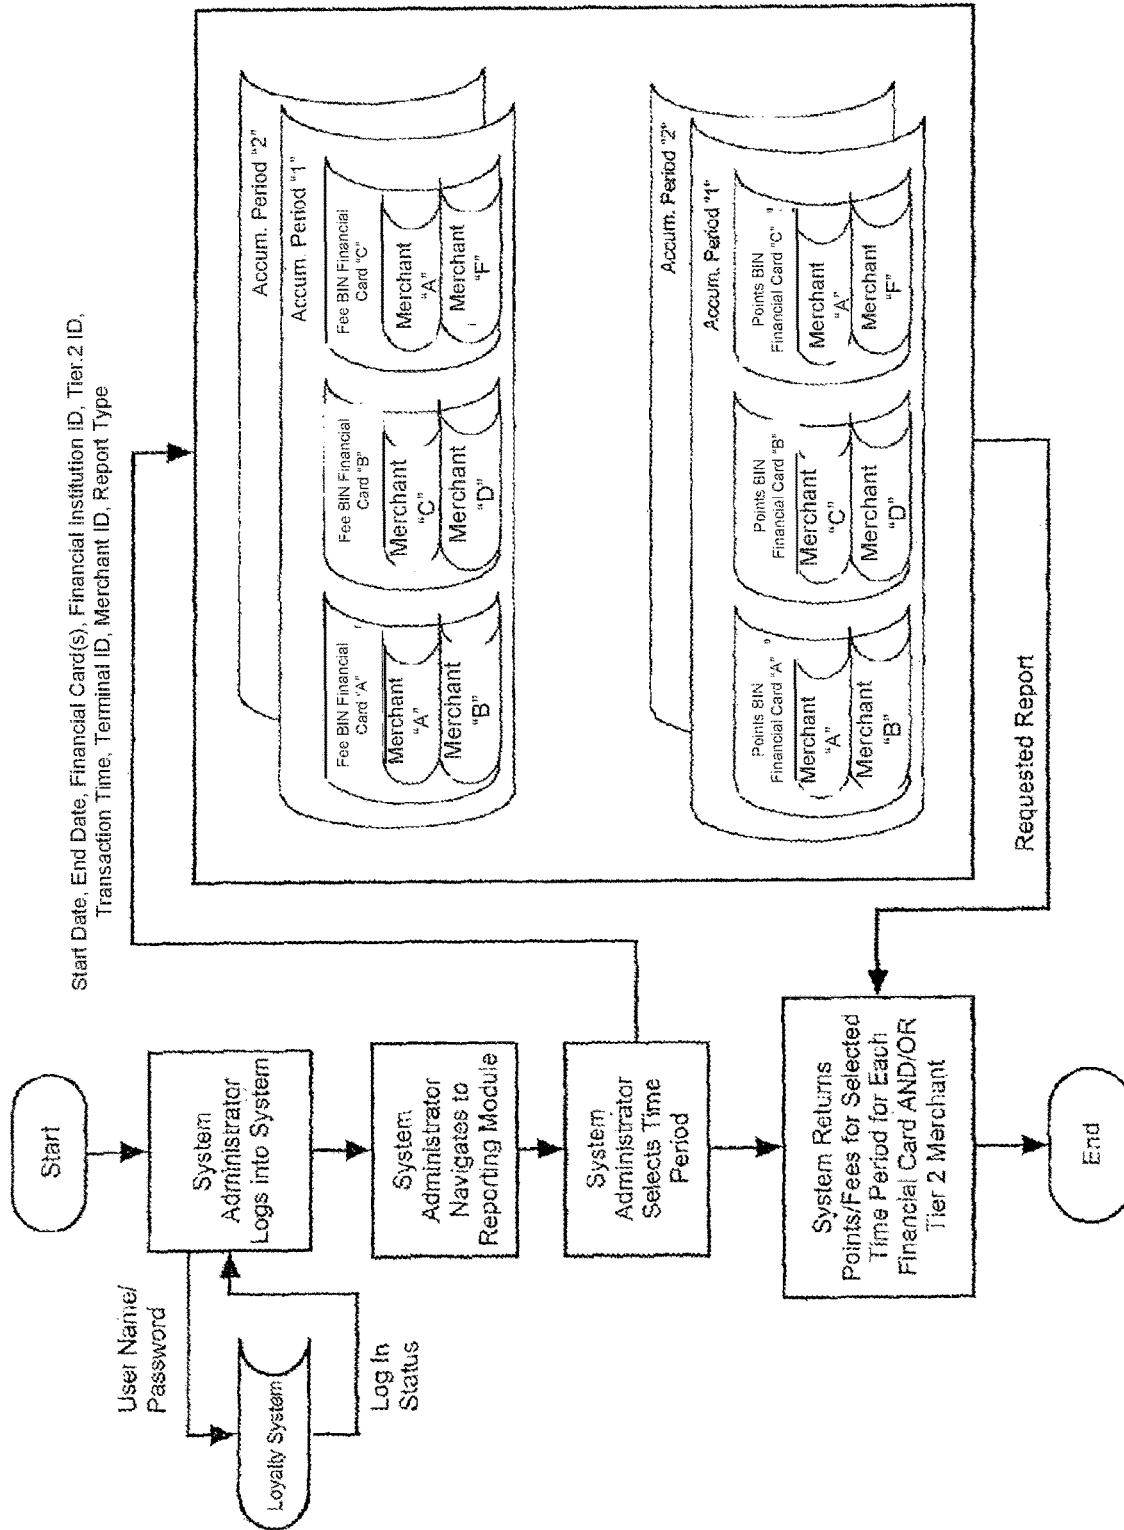 Start
System
Administrator
Logs into System
User Name/
Password
Loyalty System
Log In
Status
System
Administrator
Navigates to
Reporting Module
System
Administrator
Selects Time
Period
Start Date, End Date, Financial Card(s), Financial Institution ID, Tier 2 ID,
Transaction Time, Terminal ID, Merchant ID, Report Type
Accum. Period "2"
Accum. Period "1"
Fee BIN Financial
Card "A"
Merchant
"A"
Merchant
"B"
Fee BIN Financial
Card "B"
Merchant
"C"
Merchant
"D"
Fee BIN Financial
Card "C"
Merchant
"A"
Merchant
"F"
Accum. Period "2"
Accum. Period "1"
Points BIN
Financial Card "A"
Merchant
"A"
Merchant
"B"
Points BIN
Financial Card "B"
Merchant
"C"
Merchant
"D"
Points BIN
Financial Card "C"
Merchant
"A"
Merchant
"F"
Requested Report
System Returns
Points/Fees for Selected
Time Period for Each
Financial Card AND/OR
Tier 2 Merchant
End